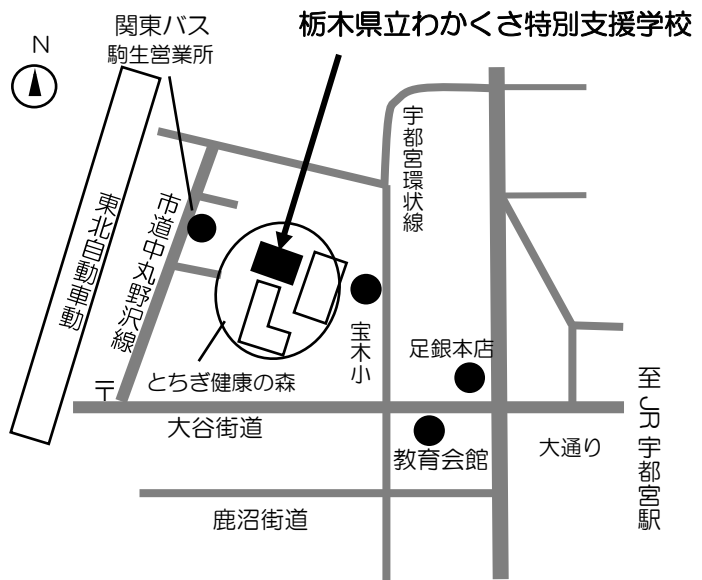 栃木県立わかくさ特別支援学校
関東バス
駒生営業所
N
宇都宮環状線
東北自動車動
市道中丸野沢線
宝木小
足銀本店
とちぎ健康の森
〒
大谷街道
教育会館
大通り
至JR宇都宮駅
鹿沼街道